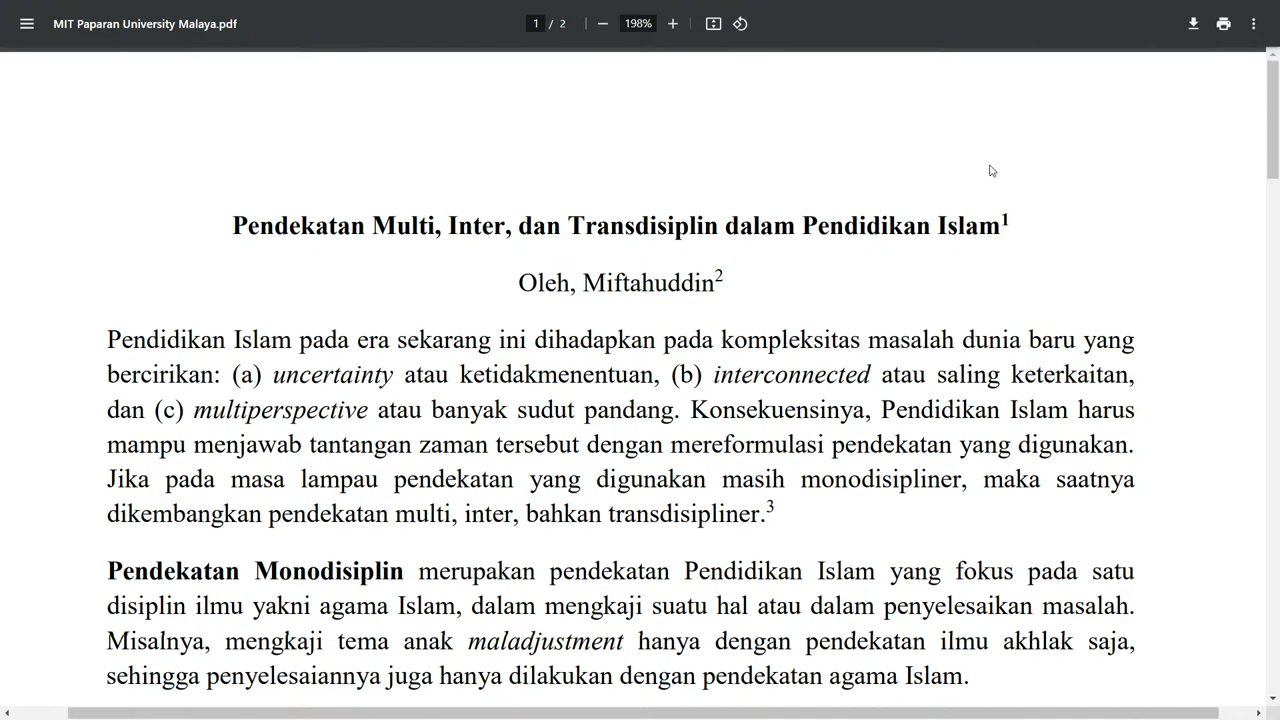 MIT Paparan University Malaya.pdf
1 / 2
198%
Pendekatan Multi, Inter, dan Transdisiplin dalam Pendidikan Islam¹
Oleh, Miftahuddin²
Pendidikan Islam pada era sekarang ini dihadapkan pada kompleksitas masalah dunia baru yang
bercirikan: (a) uncertainty atau ketidakmenentuan, (b) interconnected atau saling keterkaitan,
dan (c) multiperspective atau banyak sudut pandang. Konsekuensinya, Pendidikan Islam harus
mampu menjawab tantangan zaman tersebut dengan mereformulasi pendekatan yang digunakan.
Jika pada masa lampau pendekatan yang digunakan masih monodisipliner, maka saatnya
dikembangkan pendekatan multi, inter, bahkan transdisipliner.³
Pendekatan Monodisiplin merupakan pendekatan Pendidikan Islam yang fokus pada satu
disiplin ilmu yakni agama Islam, dalam mengkaji suatu hal atau dalam penyelesaikan masalah.
Misalnya, mengkaji tema anak maladjustment hanya dengan pendekatan ilmu akhlak saja,
sehingga penyelesaiannya juga hanya dilakukan dengan pendekatan agama Islam.